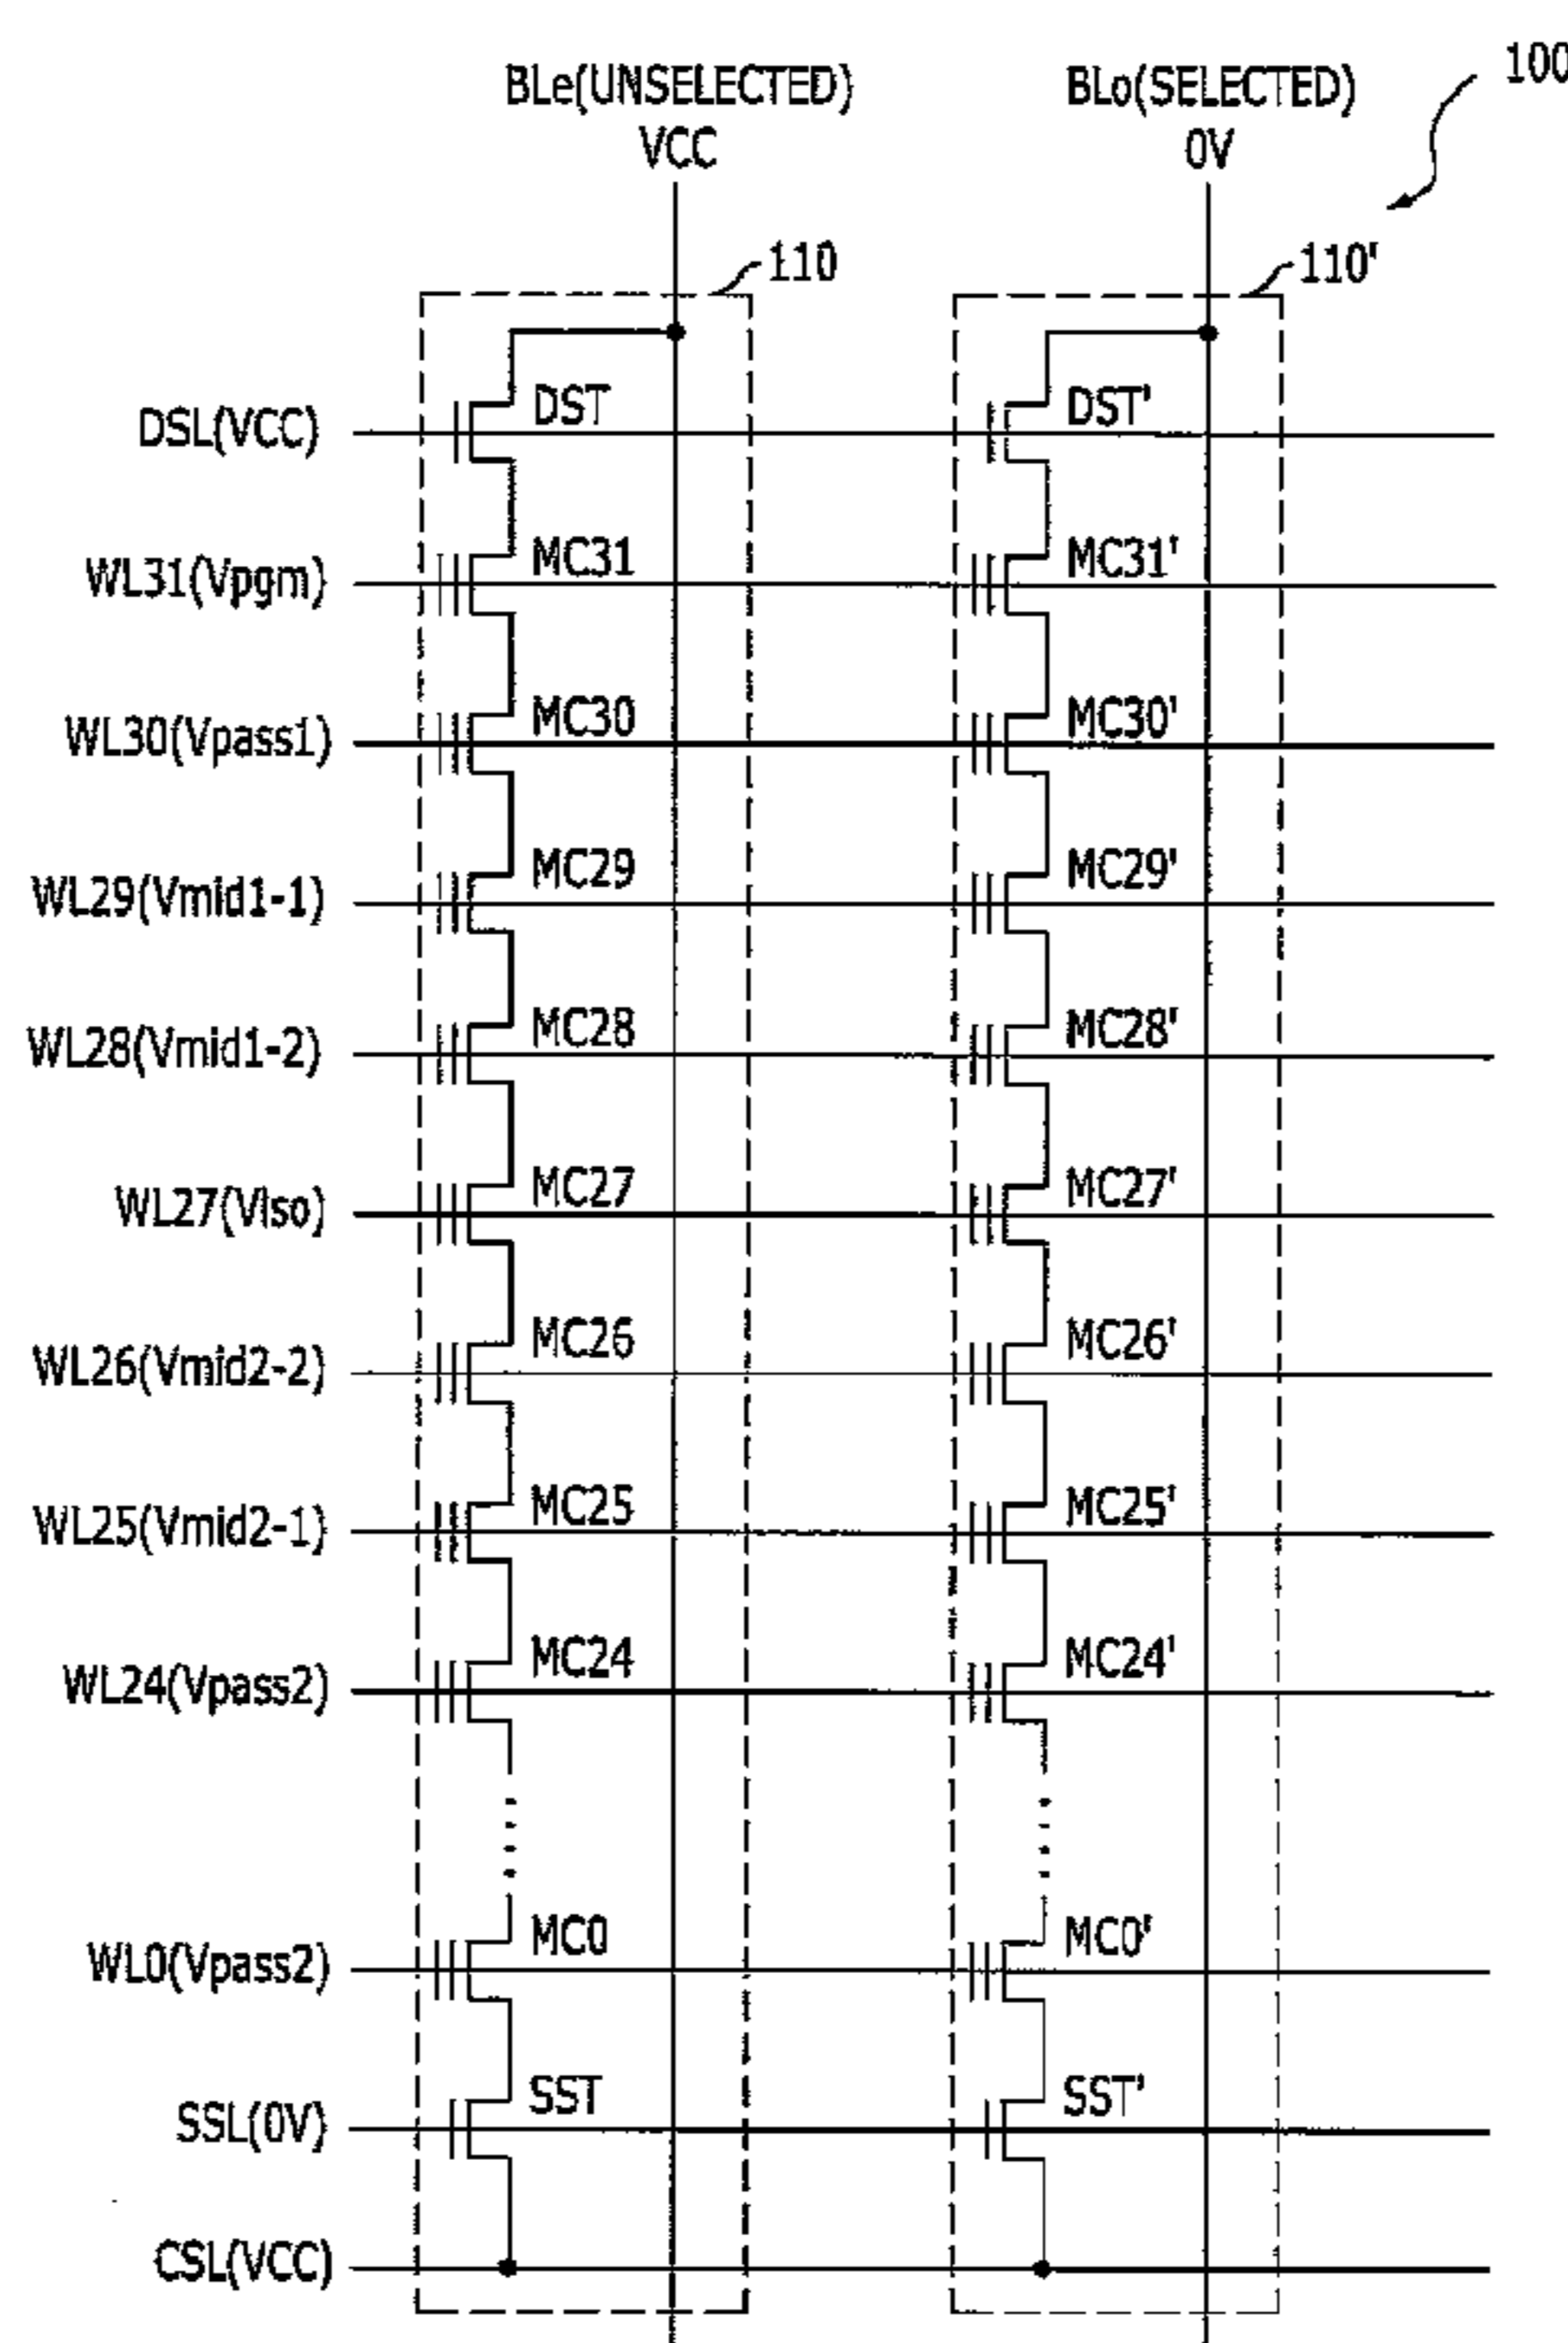 100
BLe(UNSELECTED) BLo(SELECTED)
VCC 0V
110 110'
DSL(VCC) DST DST'
WL31(Vpgm) MC31 MC31'
WL30(Vpass1) MC30 MC30'
WL29(Vmid1-1) MC29 MC29'
WL28(Vmid1-2) MC28 MC28'
WL27(VIso) MC27 MC27'
WL26(Vmid2-2) MC26 MC26'
WL25(Vmid2-1) MC25 MC25'
WL24(Vpass2) MC24 MC24'
WL0(Vpass2) MC0 MC0'
SSL(0V) SST SST'
CSL(VCC)